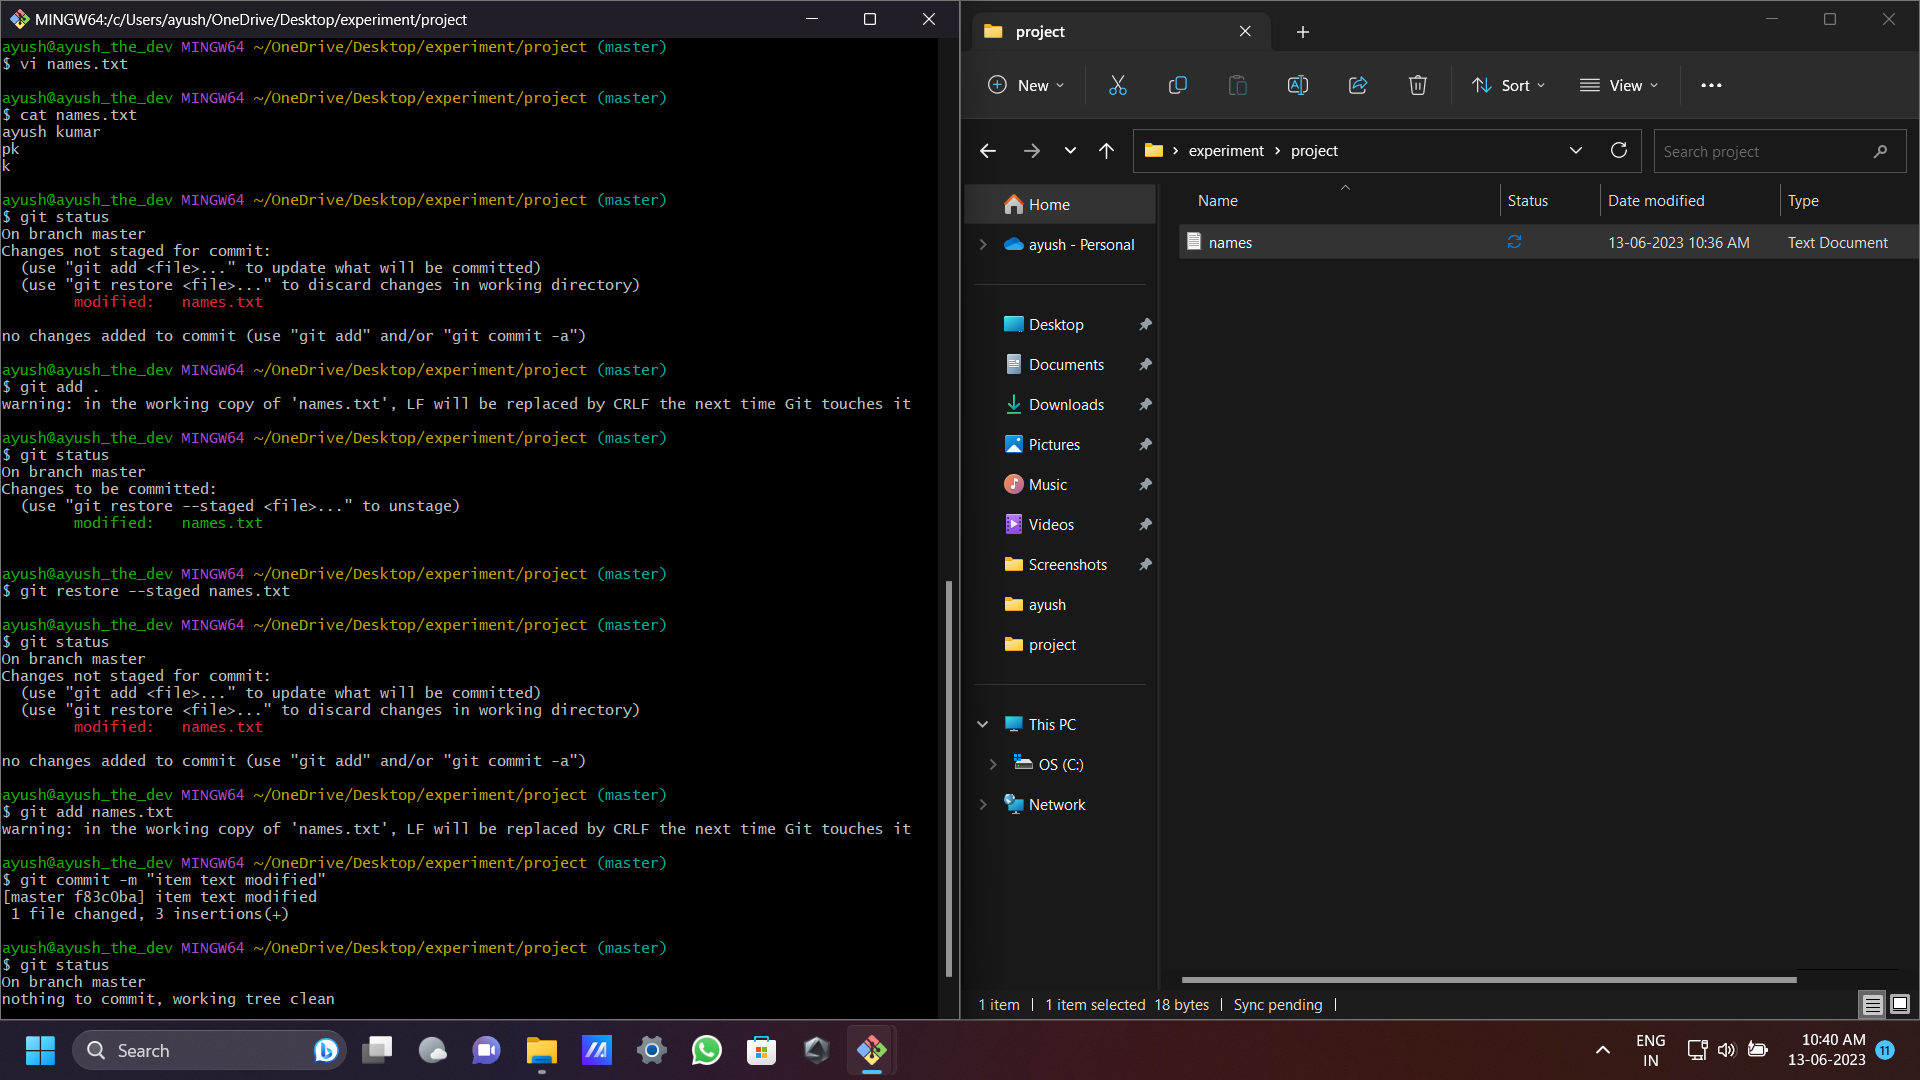 MINGW64:/c/Users/ayush/OneDrive/Desktop/experiment/project
ayush@ayush_the_dev MINGW64 ~/OneDrive/Desktop/experiment/project (master)
$ vi names.txt
ayush@ayush_the_dev MINGW64 ~/OneDrive/Desktop/experiment/project (master)
$ cat names.txt
ayush kumar
pk
k
ayush@ayush_the_dev MINGW64 ~/OneDrive/Desktop/experiment/project (master)
$ git status
On branch master
Changes not staged for commit:
  (use "git add <file>..." to update what will be committed)
  (use "git restore <file>..." to discard changes in working directory)
        modified:   names.txt
no changes added to commit (use "git add" and/or "git commit -a")
ayush@ayush_the_dev MINGW64 ~/OneDrive/Desktop/experiment/project (master)
$ git add .
warning: in the working copy of 'names.txt', LF will be replaced by CRLF the next time Git touches it
ayush@ayush_the_dev MINGW64 ~/OneDrive/Desktop/experiment/project (master)
$ git status
On branch master
Changes to be committed:
  (use "git restore --staged <file>..." to unstage)
        modified:   names.txt
ayush@ayush_the_dev MINGW64 ~/OneDrive/Desktop/experiment/project (master)
$ git restore --staged names.txt
ayush@ayush_the_dev MINGW64 ~/OneDrive/Desktop/experiment/project (master)
$ git status
On branch master
Changes not staged for commit:
  (use "git add <file>..." to update what will be committed)
  (use "git restore <file>..." to discard changes in working directory)
        modified:   names.txt
no changes added to commit (use "git add" and/or "git commit -a")
ayush@ayush_the_dev MINGW64 ~/OneDrive/Desktop/experiment/project (master)
$ git add names.txt
warning: in the working copy of 'names.txt', LF will be replaced by CRLF the next time Git touches it
ayush@ayush_the_dev MINGW64 ~/OneDrive/Desktop/experiment/project (master)
$ git commit -m "item text modified"
[master f83c0ba] item text modified
 1 file changed, 3 insertions(+)
ayush@ayush_the_dev MINGW64 ~/OneDrive/Desktop/experiment/project (master)
$ git status
On branch master
nothing to commit, working tree clean
project
New Sort View
experiment > project
Search project
Name Status Date modified Type
names 13-06-2023 10:36 AM Text Document
Home
ayush - Personal
Desktop
Documents
Downloads
Pictures
Music
Videos
Screenshots
ayush
project
This PC
OS (C:)
Network
1 item 1 item selected 18 bytes Sync pending
Search
ENG
IN
10:40 AM
13-06-2023
11